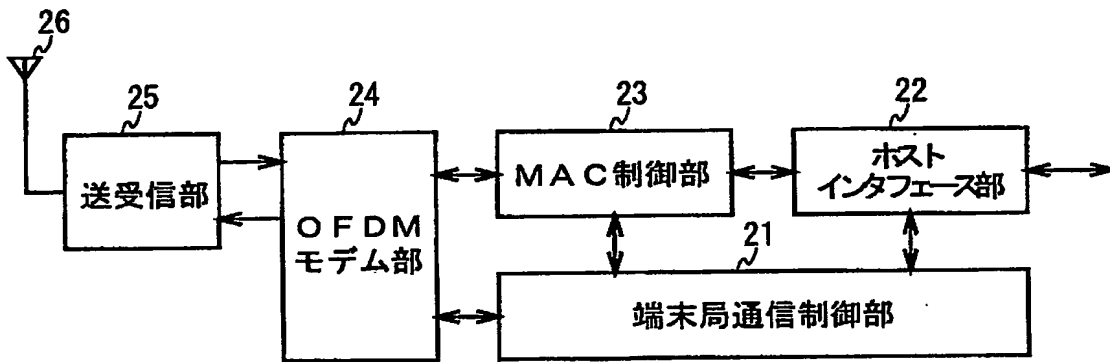 26
25
24
23
22
送受信部
OFDM
モデム部
MAC制御部
ホスト
インタフェース部
21
端末局通信制御部